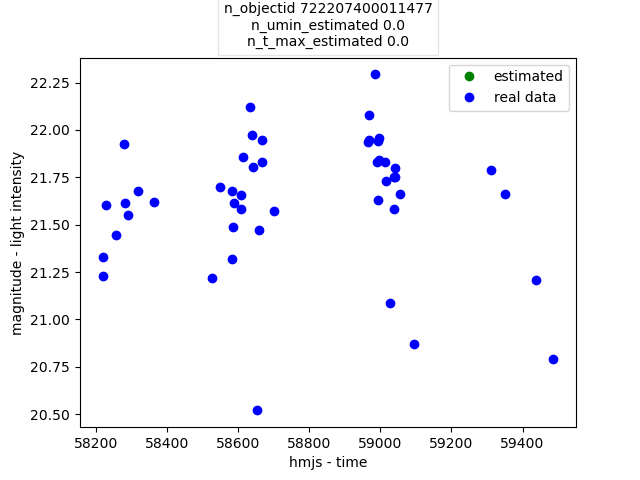 n_objectid 722207400011477
n_umin_estimated 0.0
n_t_max_estimated 0.0
estimated
real data
22.25
22.00
21.75
21.50
21.25
21.00
20.75
20.50
magnitude - light intensity
58200 58400 58600 58800 59000 59200 59400
hmjs - time